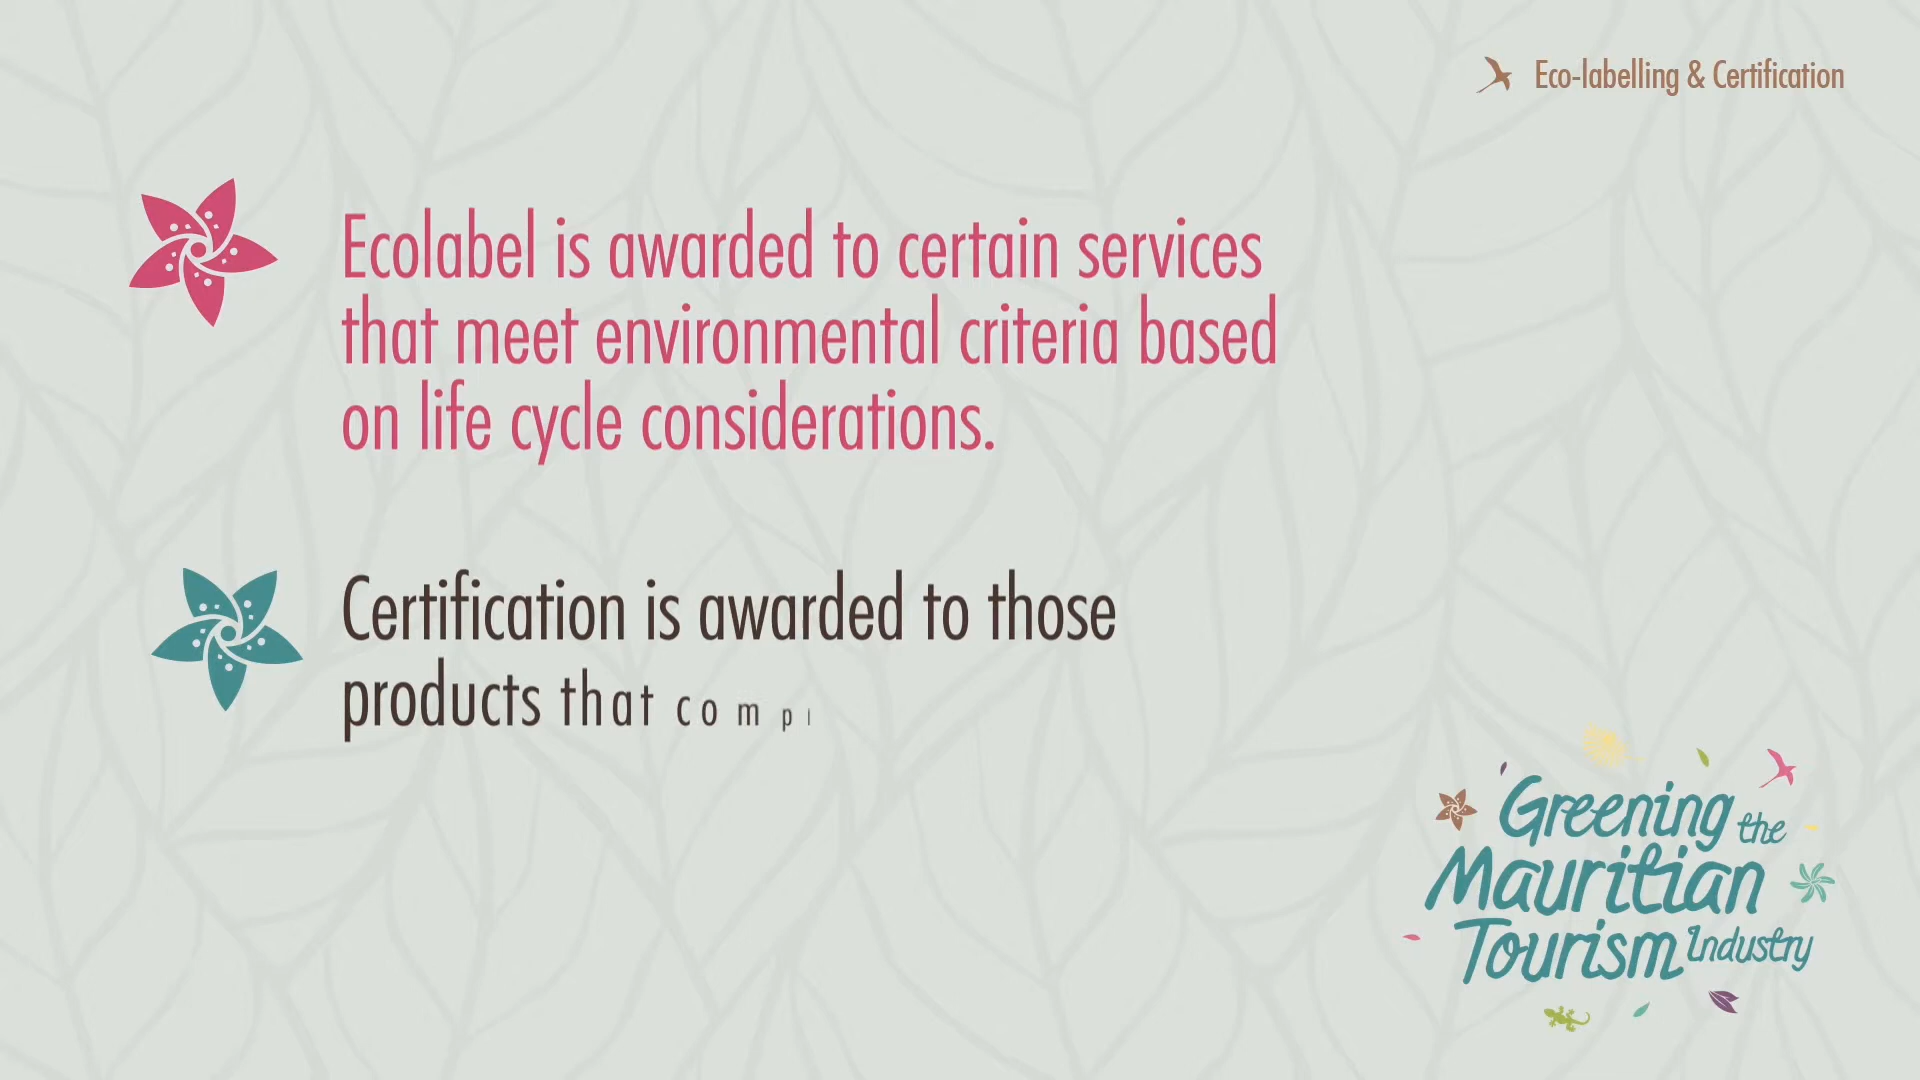 Eco-labelling & Certification
Ecolabel is awarded to certain services
that meet environmental criteria based
on life cycle considerations.
Certification is awarded to those
products that comp
Greening the
Mauritian
Tourism Industry